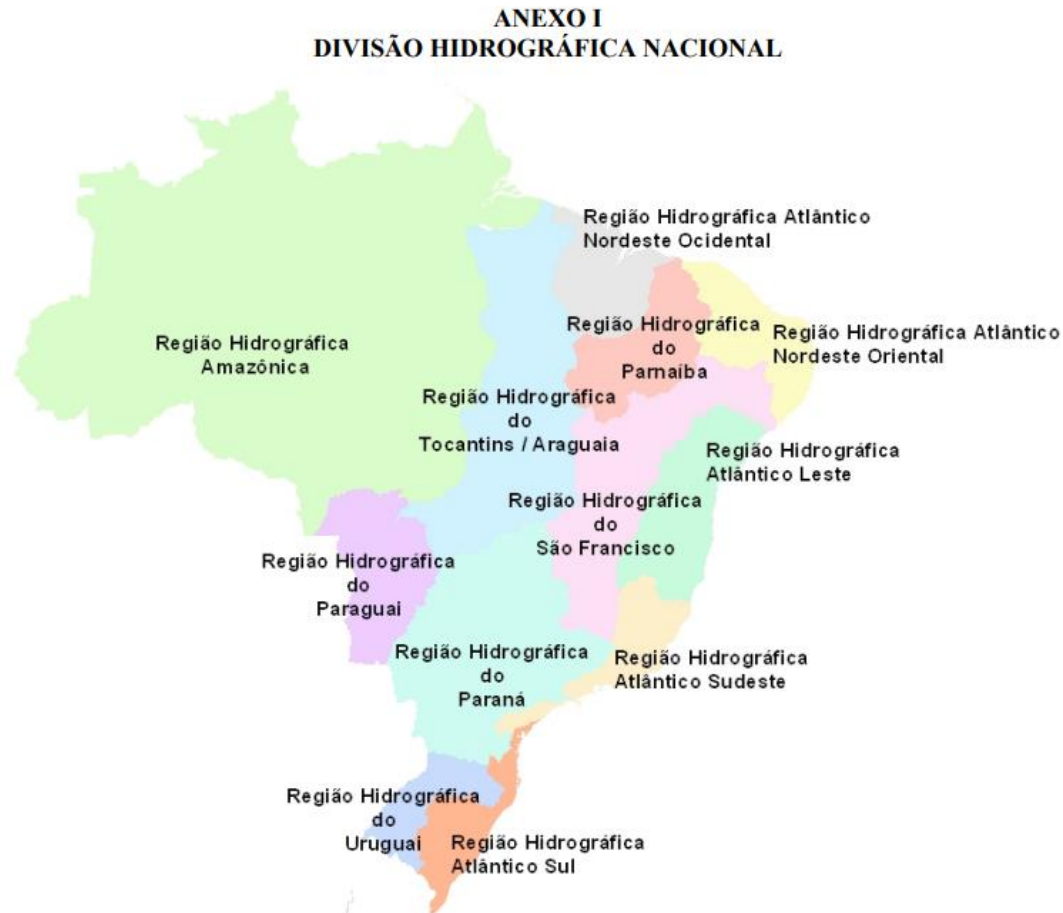 ANEXO I
DIVISÃO HIDROGRÁFICA NACIONAL
Região Hidrográfica Atlântico
Nordeste Ocidental
Região Hidrográfica
Amazônica
Região Hidrográfica
do
Parnaíba
Região Hidrográfica Atlântico
Nordeste Oriental
Região Hidrográfica
do
Tocantins / Araguaia
Região Hidrográfica
Atlântico Leste
Região Hidrográfica
do
São Francisco
Região Hidrográfica
do
Paraguai
Região Hidrográfica
do
Paraná
Região Hidrográfica
Atlântico Sudeste
Região Hidrográfica
do
Uruguai
Região Hidrográfica
Atlântico Sul